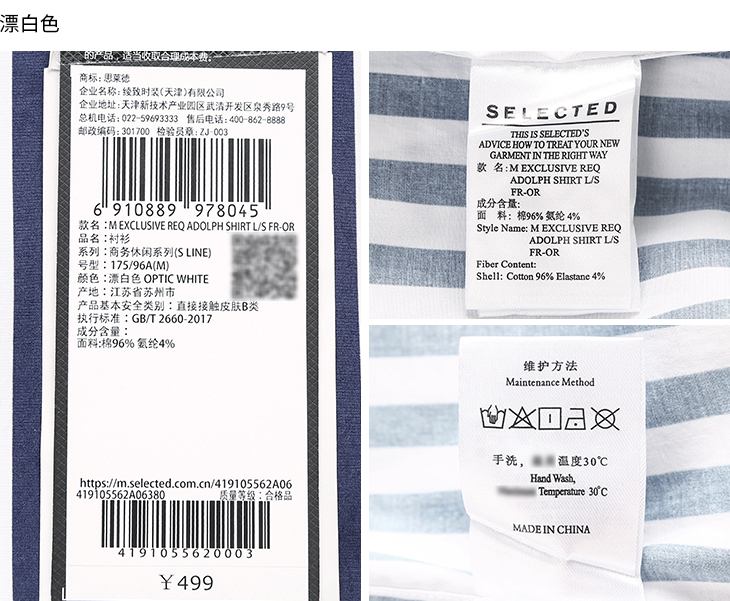 漂白色
的产品，适当收取合理成本费。
商标: 思莱德
企业名称: 绫致时装(天津)有限公司
企业地址: 天津新技术产业园区武清开发区泉秀路9号
总机电话: 022-59693333 售后电话: 400-862-8888
邮政编码: 301700 检验员章: ZJ-003
6 910889 978045
款名：M EXCLUSIVE REQ ADOLPH SHIRT L/S FR-OR
品名：衬衫
系列：商务休闲系列(S LINE)
号型：175/96A(M)
颜色：漂白色 OPTIC WHITE
产地：江苏省苏州市
产品基本安全类别：直接接触皮肤B类
执行标准：GB/T 2660-2017
成分含量：
面料:棉96% 氨纶4%
https://m.selected.com.cn/419105562A06
419105562A06380 质量等级：合格品
4191055620003
￥499
SELECTED
THIS IS SELECTED'S
ADVICE HOW TO TREAT YOUR NEW
GARMENT IN THE RIGHT WAY
款 名: M EXCLUSIVE REQ
ADOLPH SHIRT L/S
FR-OR
成分含量:
面 料: 棉96% 氨纶 4%
Style Name: M EXCLUSIVE REQ
ADOLPH SHIRT L/S
FR-OR
Fiber Content:
Shell: Cotton 96% Elastane 4%
维护方法
Maintenance Method
手洗, 温度30℃
Hand Wash,
Temperature 30℃
MADE IN CHINA